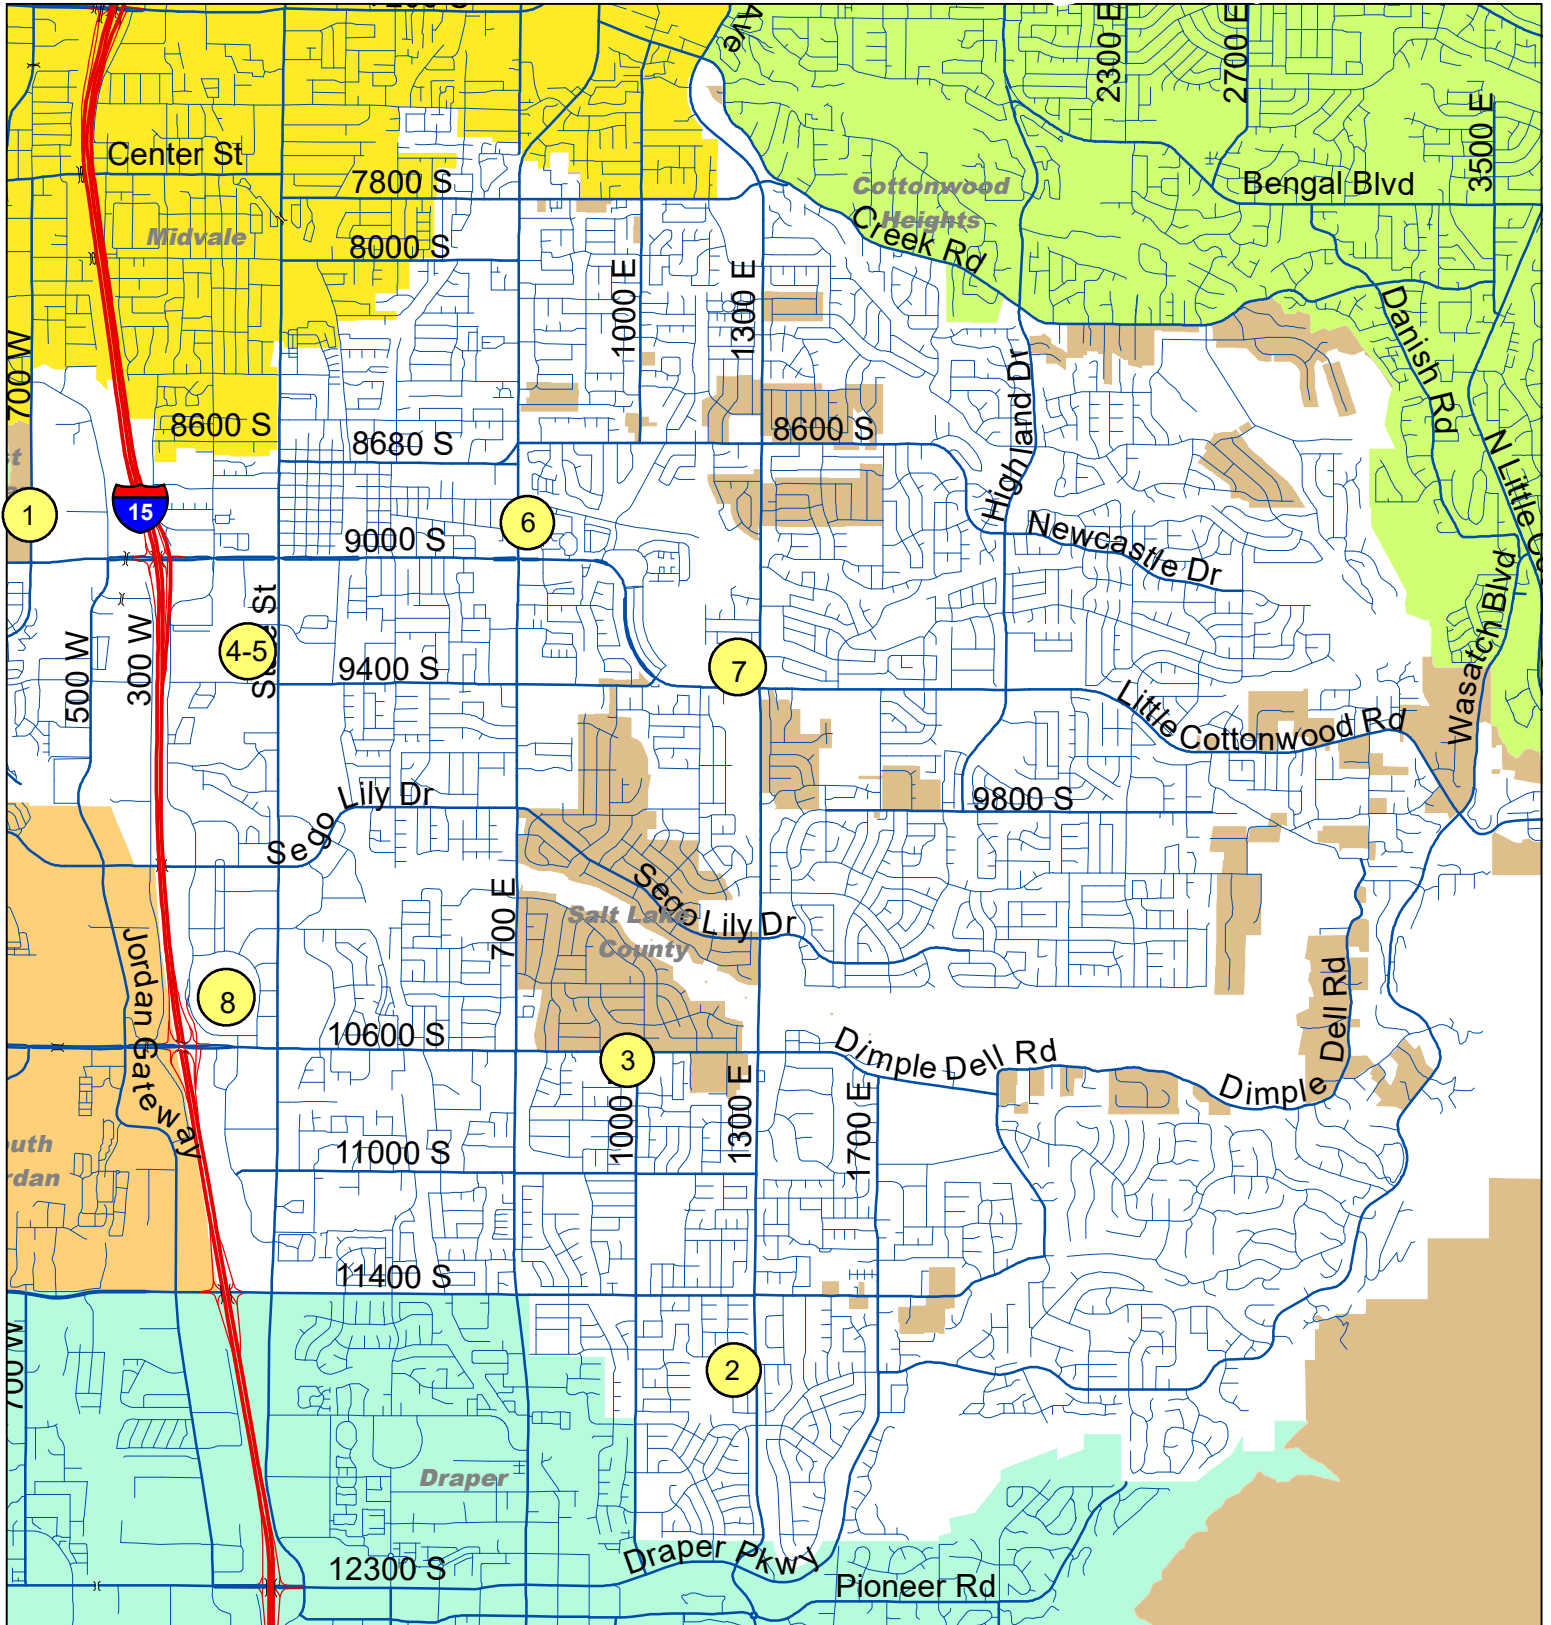 Ave
2300 E
2700 E
3500 E
Center St
7800 S
Bengal Blvd
Cottonwood
Heights
Creek Rd
Midvale
8000 S
1000 E
1300 E
700 W
Danish Rd
Highland Dr
8600 S
8680 S
8600 S
N Little
1
15
6
9000 S
Newcastle Dr
Wasatch Blvd
500 W
300 W
4-5
9400 S
7
Little
Cottonwood Rd
Lily Dr
9800 S
Sego
700 E
Sego
Lily Dr
Salt Lake
County
Jordan Gateway
8
10600 S
3
Dimple Dell Rd
Dell Rd
Dimple
1000
1300 E
1700 E
11000 S
11400 S
700 W
2
Draper
12300 S
Draper Pkwy
Pioneer Rd